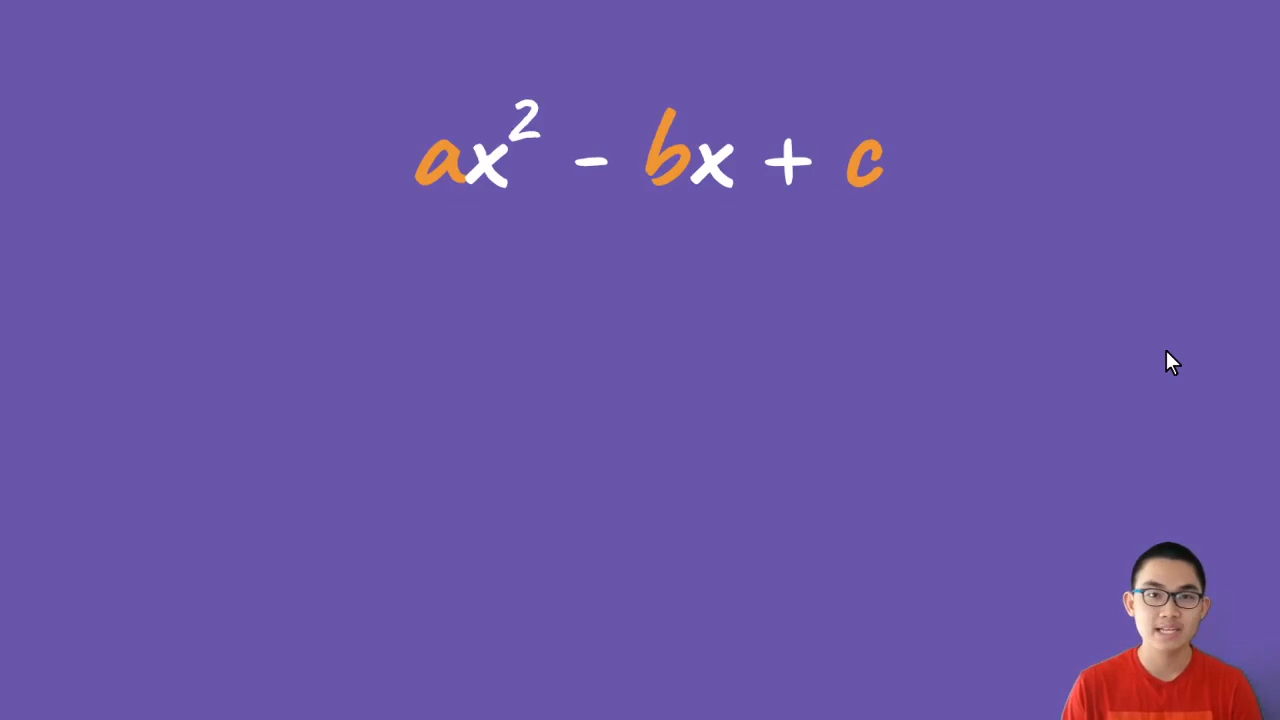 ax² - bx + c